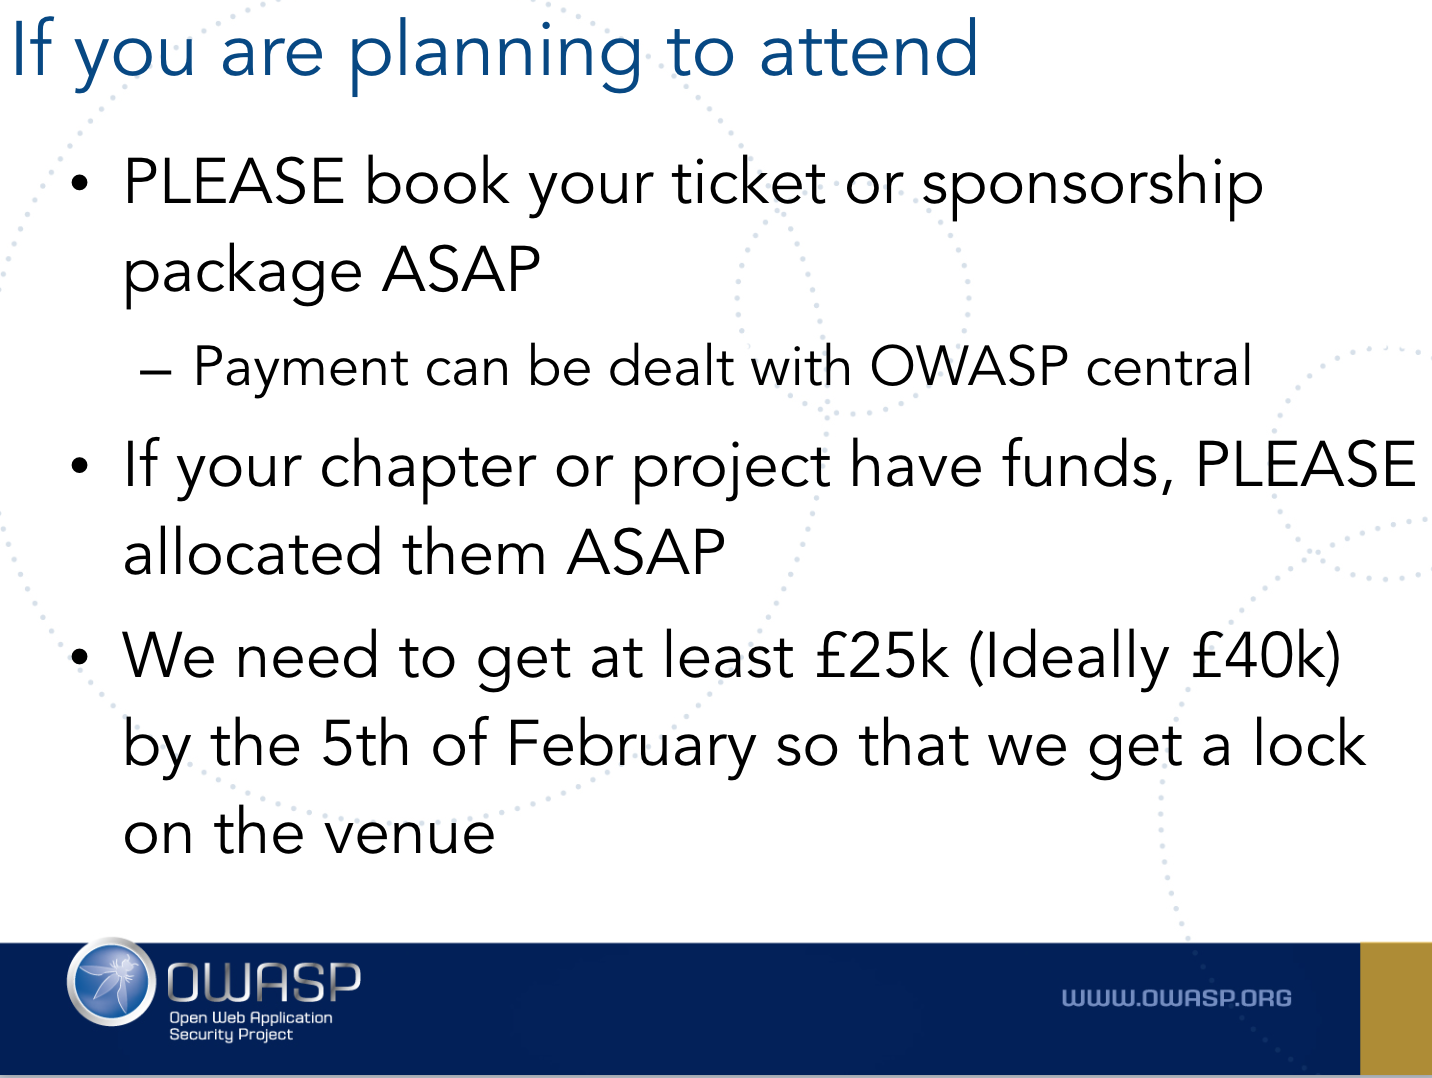 If you are planning to attend
• PLEASE book your ticket or sponsorship
package ASAP
– Payment can be dealt with OWASP central
• If your chapter or project have funds, PLEASE
allocated them ASAP
• We need to get at least £25k (Ideally £40k)
by the 5th of February so that we get a lock
on the venue
OWASP
Open Web Application
Security Project
WWW.OWASP.ORG